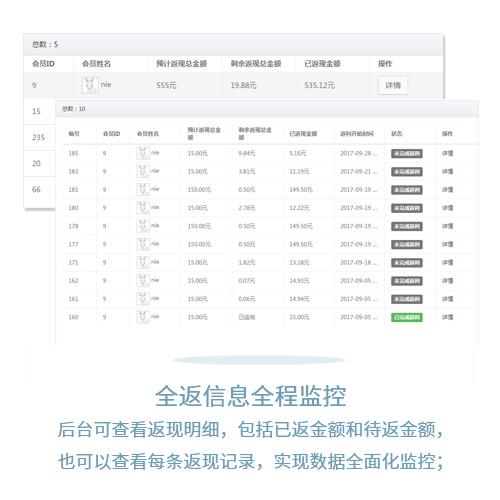 总数：5
会员ID 会员姓名 预计返现总金额 剩余返现总金额 已返现金额 操作
9 nie 555元 19.88元 535.12元 详情
15
235
20
66
总数：10
编号 会员ID 会员姓名 预计返现总金额 剩余返现总金额 已返现金额 返利开始时间 状态 操作
185 9 nie 15.00元 9.84元 5.16元 2017-09-28 ... 未完成返利 详情
183 9 nie 15.00元 3.81元 11.19元 2017-09-21 ... 未完成返利 详情
181 9 nie 150.00元 0.50元 149.50元 2017-09-19 ... 未完成返利 详情
180 9 nie 15.00元 2.78元 12.22元 2017-09-19 ... 未完成返利 详情
178 9 nie 150.00元 0.50元 149.50元 2017-09-19 ... 未完成返利 详情
177 9 nie 150.00元 0.50元 149.50元 2017-09-19 ... 未完成返利 详情
171 9 nie 15.00元 1.82元 13.18元 2017-09-18 ... 未完成返利 详情
162 9 nie 15.00元 0.07元 14.93元 2017-09-05 ... 未完成返利 详情
161 9 nie 15.00元 0.06元 14.94元 2017-09-05 ... 未完成返利 详情
160 9 nie 15.00元 已返完 15.00元 2017-09-05 ... 已完成返利 详情
全返信息全程监控
后台可查看返现明细，包括已返金额和待返金额，
也可以查看每条返现记录，实现数据全面化监控；